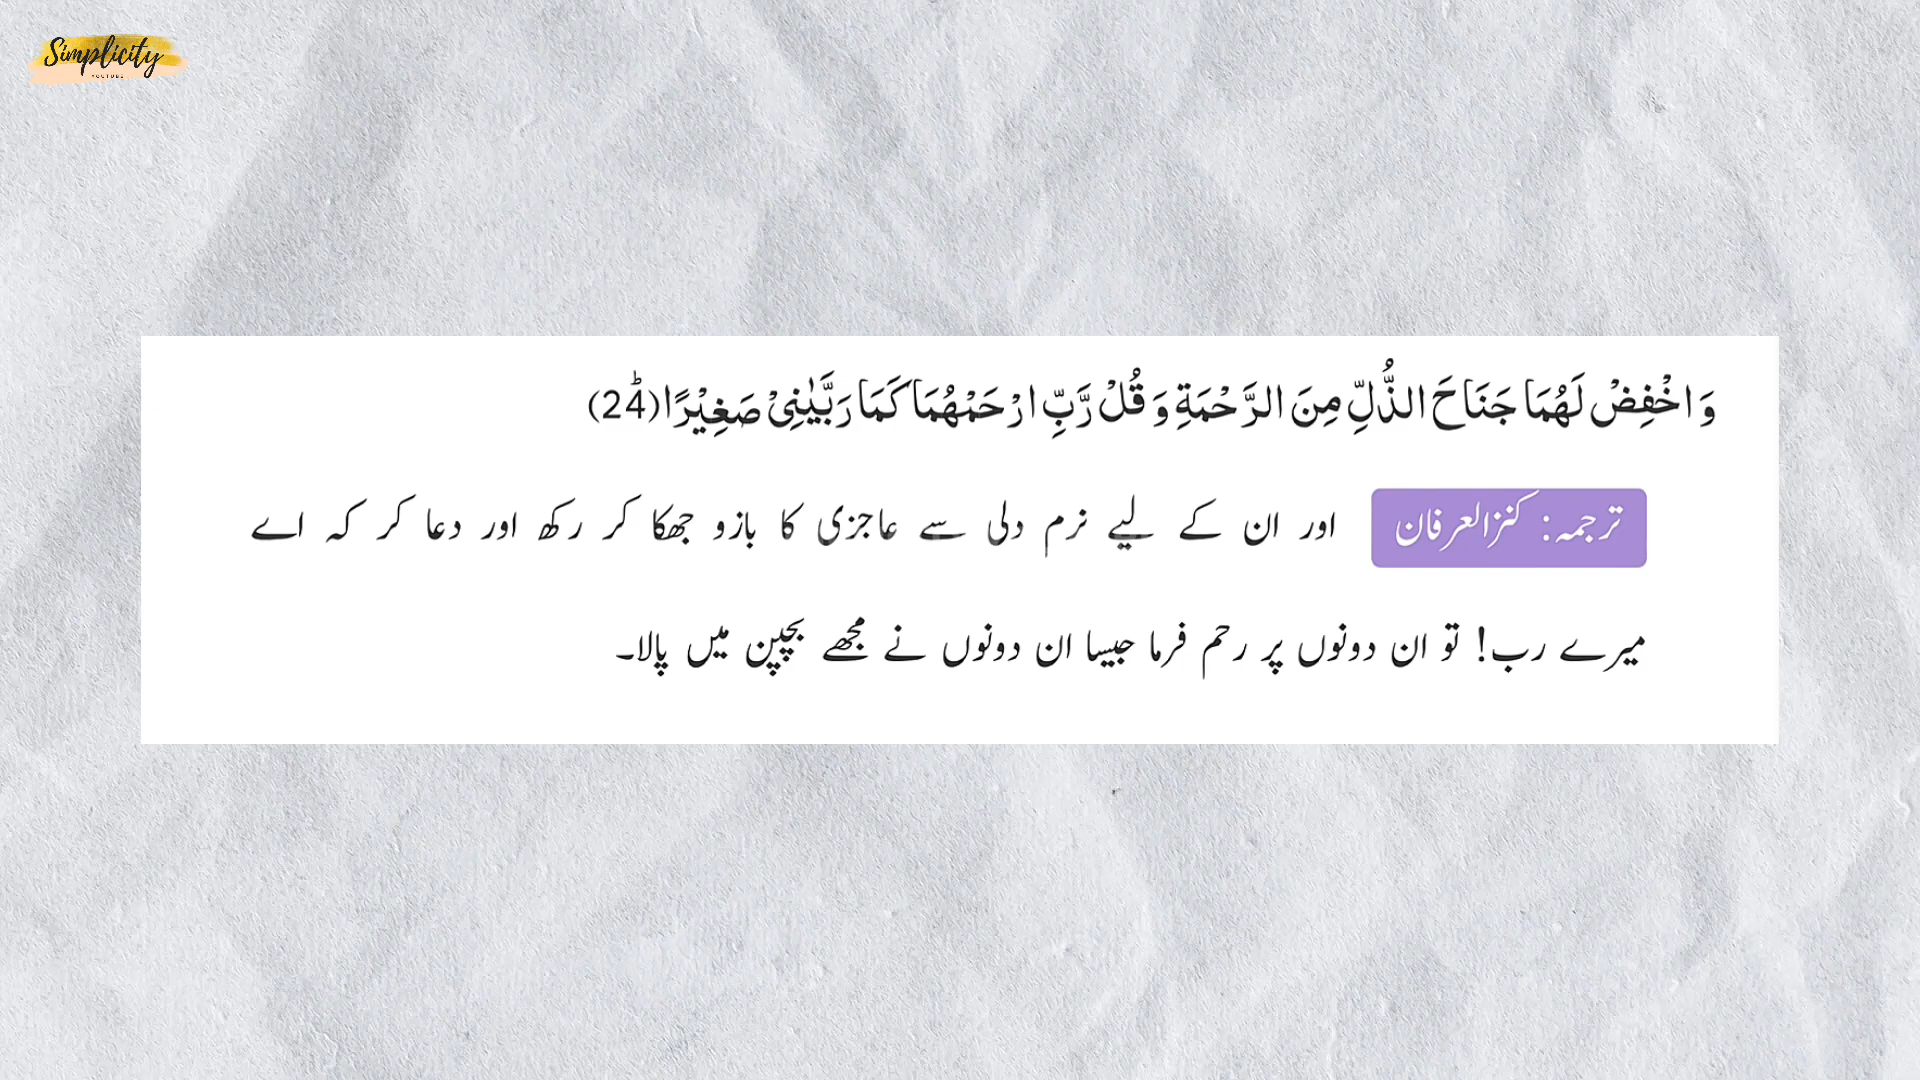 Simplicity
YOUTUBE
وَ اخْفِضْ لَهُمَا جَنَاحَ الذُّلِّ مِنَ الرَّحْمَةِ وَ قُلْ رَّبِّ ارْحَمْهُمَا كَمَا رَبَّیٰنِیْ صَغِیْرًاﭤ(24)
ترجمہ: کنزالعرفان اور ان کے لیے نرم دلی سے عاجزی کا بازو جھکا کر رکھ اور دعا کر کہ اے
میرے رب! تو ان دونوں پر رحم فرما جیسا ان دونوں نے مجھے بچپن میں پالا۔